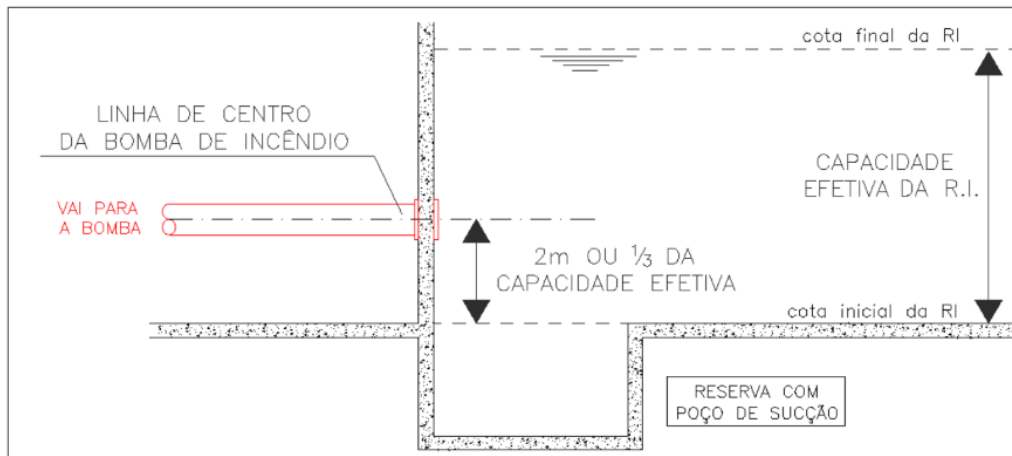 cota final da RI
LINHA DE CENTRO
DA BOMBA DE INCÊNDIO
CAPACIDADE
EFETIVA DA R.I.
VAI PARA
A BOMBA
2m OU ⅓ DA
CAPACIDADE EFETIVA
cota inicial da RI
RESERVA COM
POÇO DE SUCÇÃO